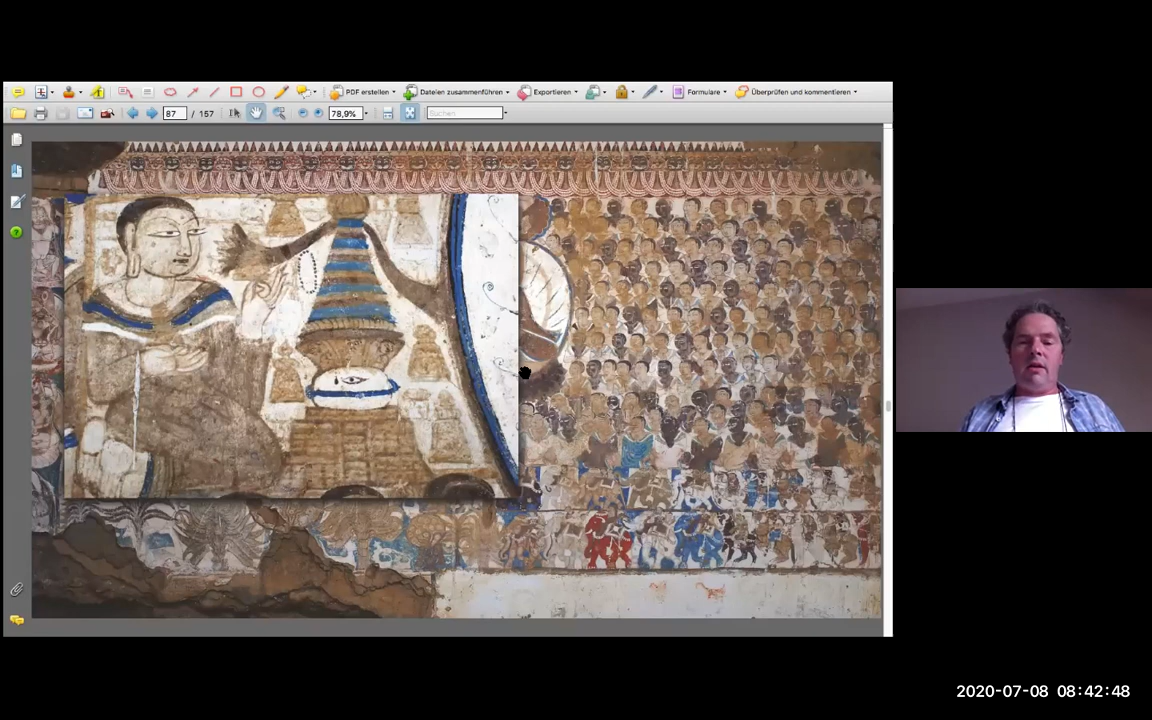 PDF erstellen Dateien zusammenführen Exportieren Formulare Überprüfen und kommentieren
87 / 157 78,9% Suchen
2020-07-08 08:42:48